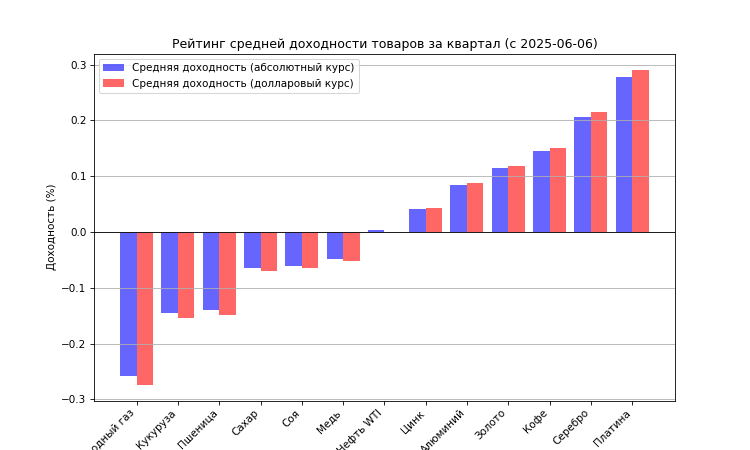 Рейтинг средней доходности товаров за квартал (с 2025-06-06)
Средняя доходность (абсолютный курс)
Средняя доходность (долларовый курс)
Доходность (%)
0.3
0.2
0.1
0.0
−0.1
−0.2
−0.3
газ
Кукуруза
Пшеница
Сахар
Соя
Медь
Нефть WTI
Цинк
Алюминий
Золото
Кофе
Серебро
Платина